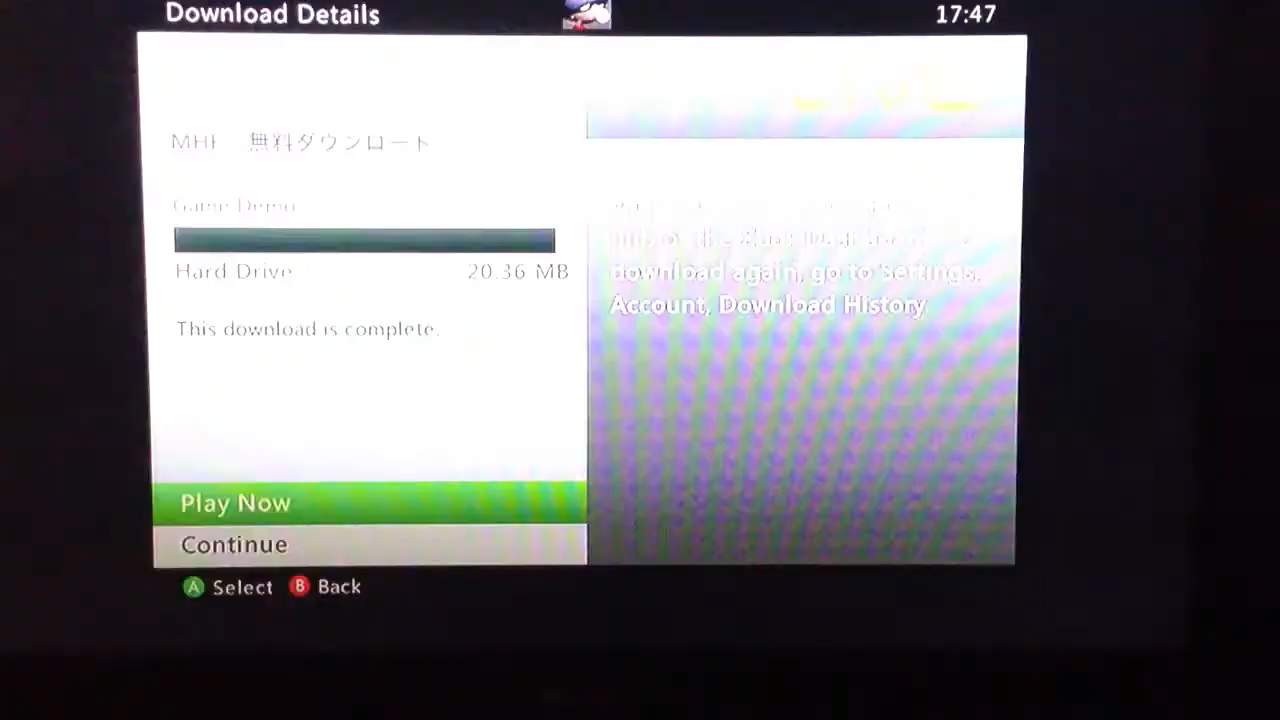 Download Details
17:47
MHF 無料ダウンロード
Game Demo
Hard Drive
20.36 MB
This download is complete.
download again, go to Settings,
Account, Download History
Play Now
Continue
A Select B Back